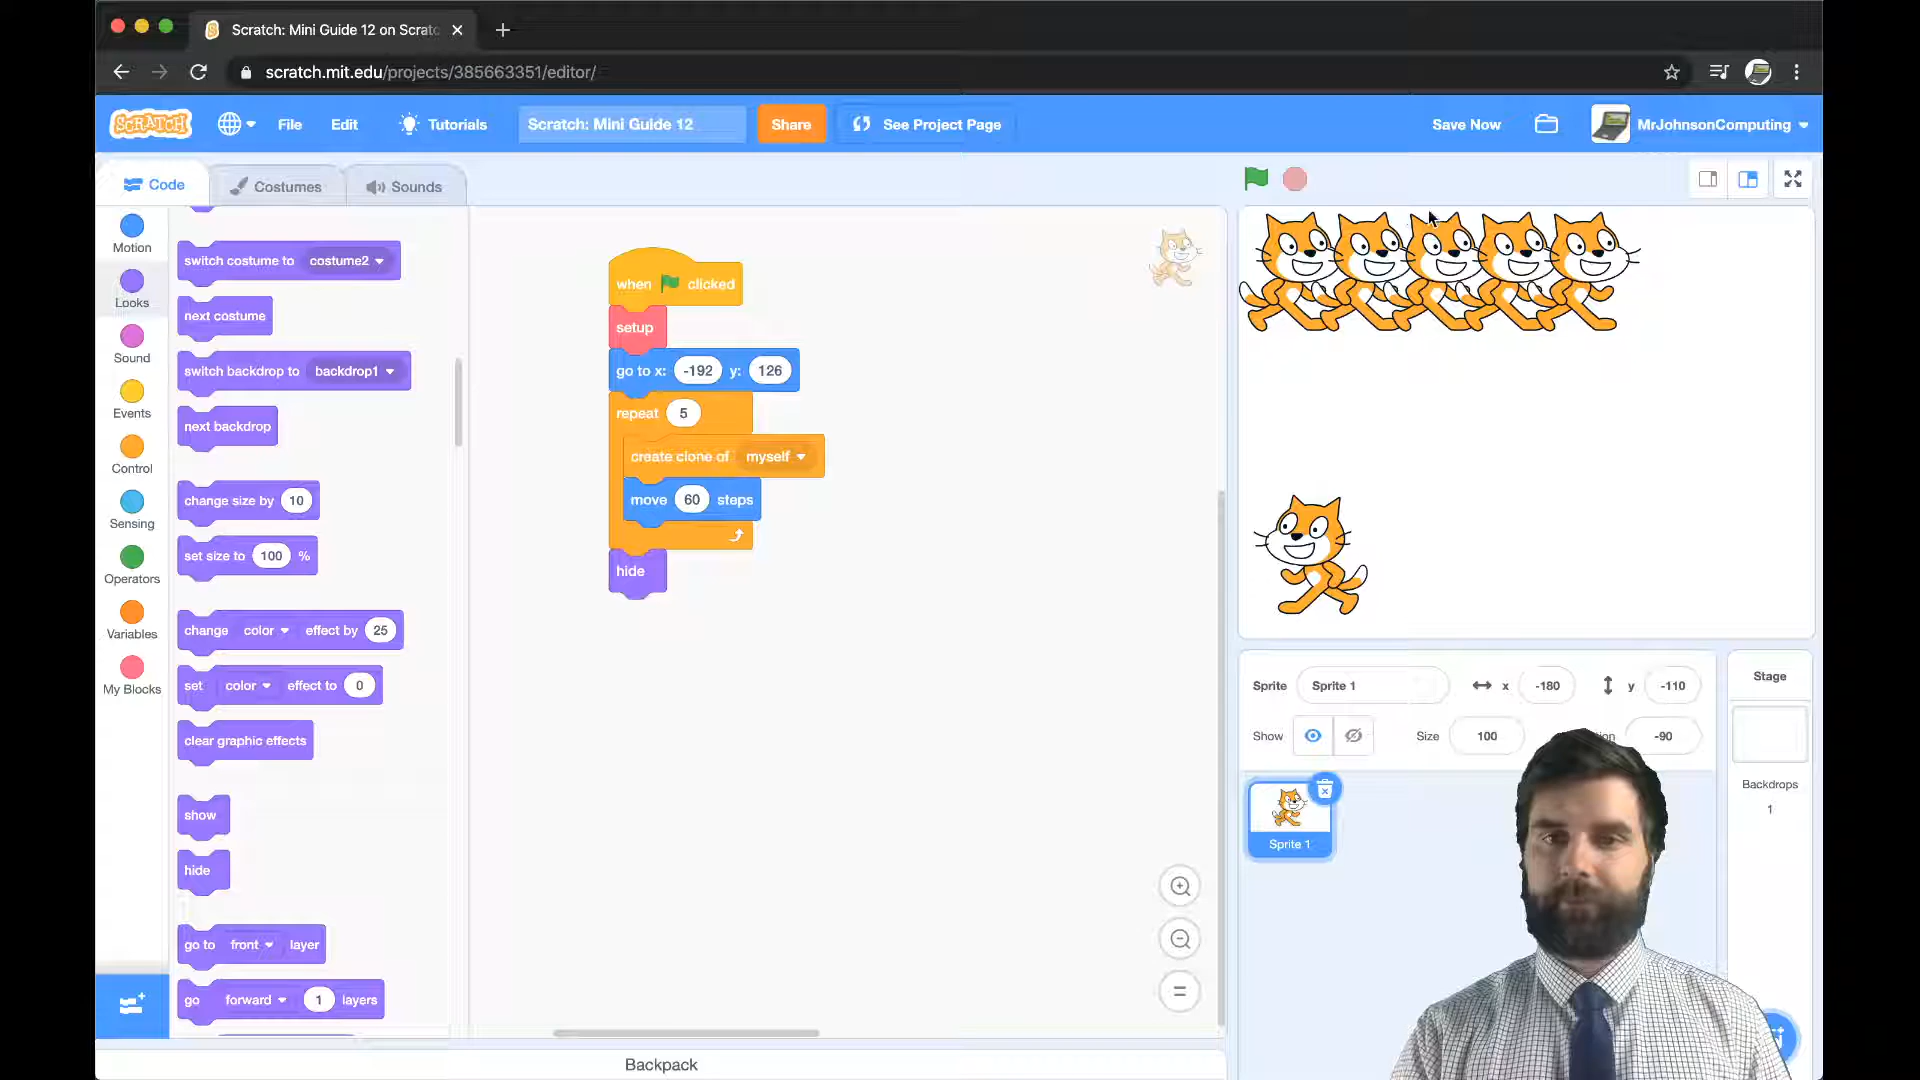 Scratch: Mini Guide 12 on Scratc
scratch.mit.edu/projects/385663351/editor/
SCRATCH
File
Edit
Tutorials
Scratch: Mini Guide 12
Share
See Project Page
Save Now
MrJohnsonComputing
Code
Costumes
Sounds
Motion
Looks
Sound
Events
Control
Sensing
Operators
Variables
My Blocks
switch costume to costume2
next costume
switch backdrop to backdrop1
next backdrop
change size by 10
set size to 100 %
change color effect by 25
set color effect to 0
clear graphic effects
show
hide
go to front layer
go forward 1 layers
when clicked
setup
go to x: -192 y: 126
repeat 5
create clone of myself
move 60 steps
hide
Sprite Sprite 1 x -180 y -110
Show Size 100 -90
Sprite 1
Stage
Backdrops
1
Backpack